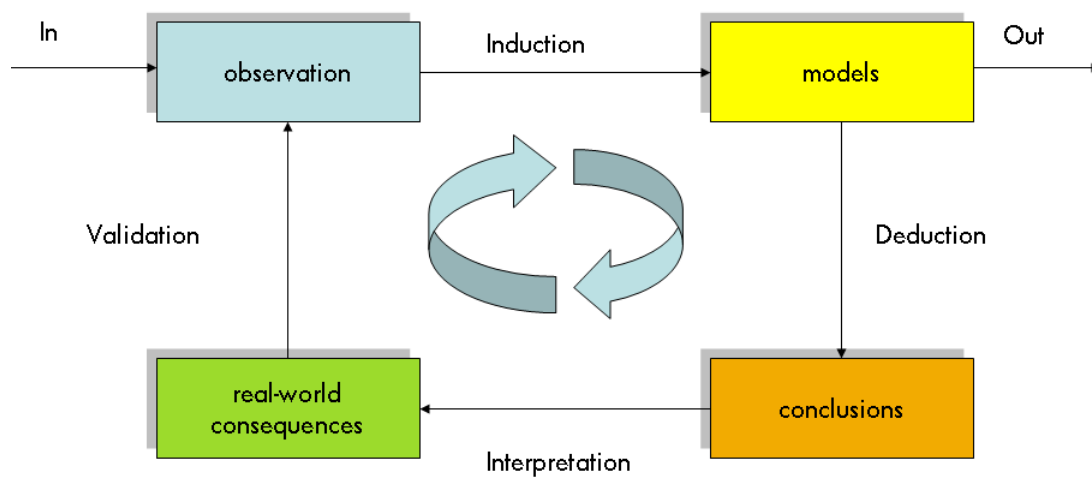 In
observation
Induction
models
Out
Validation
Deduction
real-world
consequences
Interpretation
conclusions